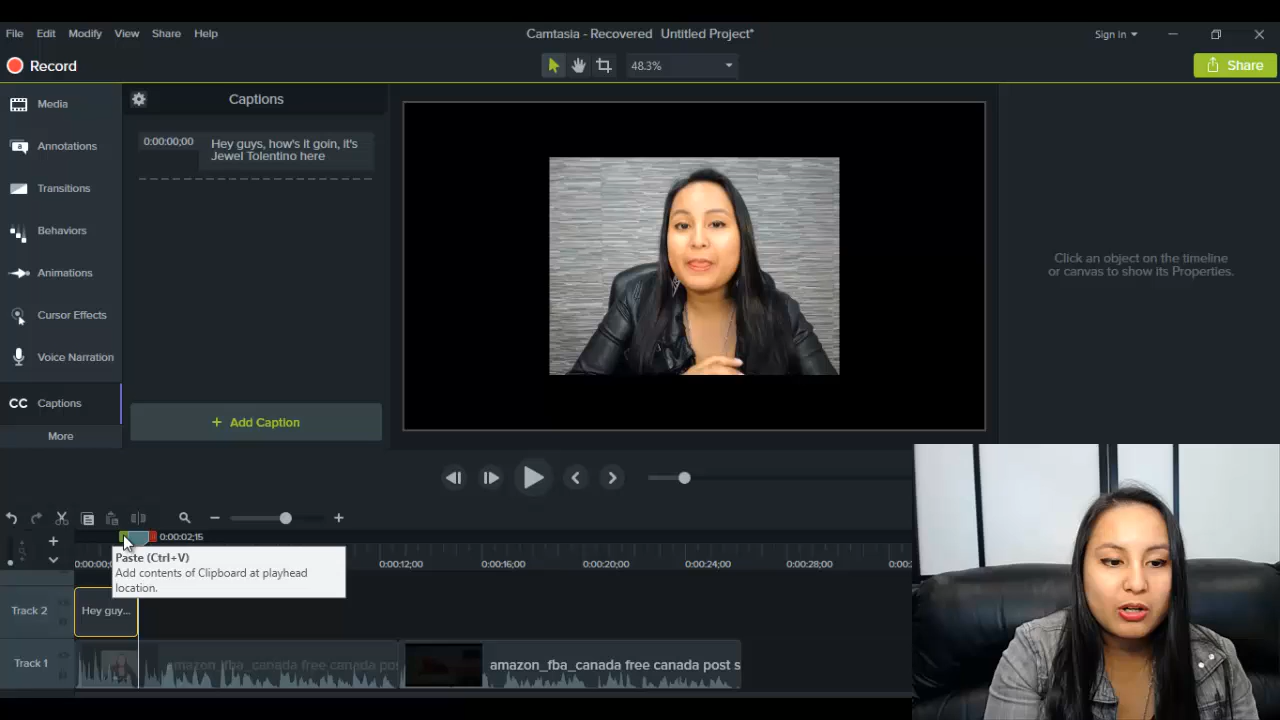 File Edit Modify View Share Help
Camtasia - Recovered Untitled Project*
Sign in
Record
48.3%
Share
Media
Annotations
Transitions
Behaviors
Animations
Cursor Effects
Voice Narration
CC Captions
More
Captions
0:00:00;00
Hey guys, how's it goin, it's
Jewel Tolentino here
+ Add Caption
Click an object on the timeline
or canvas to show its Properties.
0:00:02;15
0:00:12;00 0:00:16;00 0:00:20;00 0:00:24;00 0:00:28;00
Paste (Ctrl+V)
Add contents of Clipboard at playhead
location.
Track 2
Hey guy...
Track 1
amazon_fba_canada free canada pos
amazon_fba_canada free canada post s